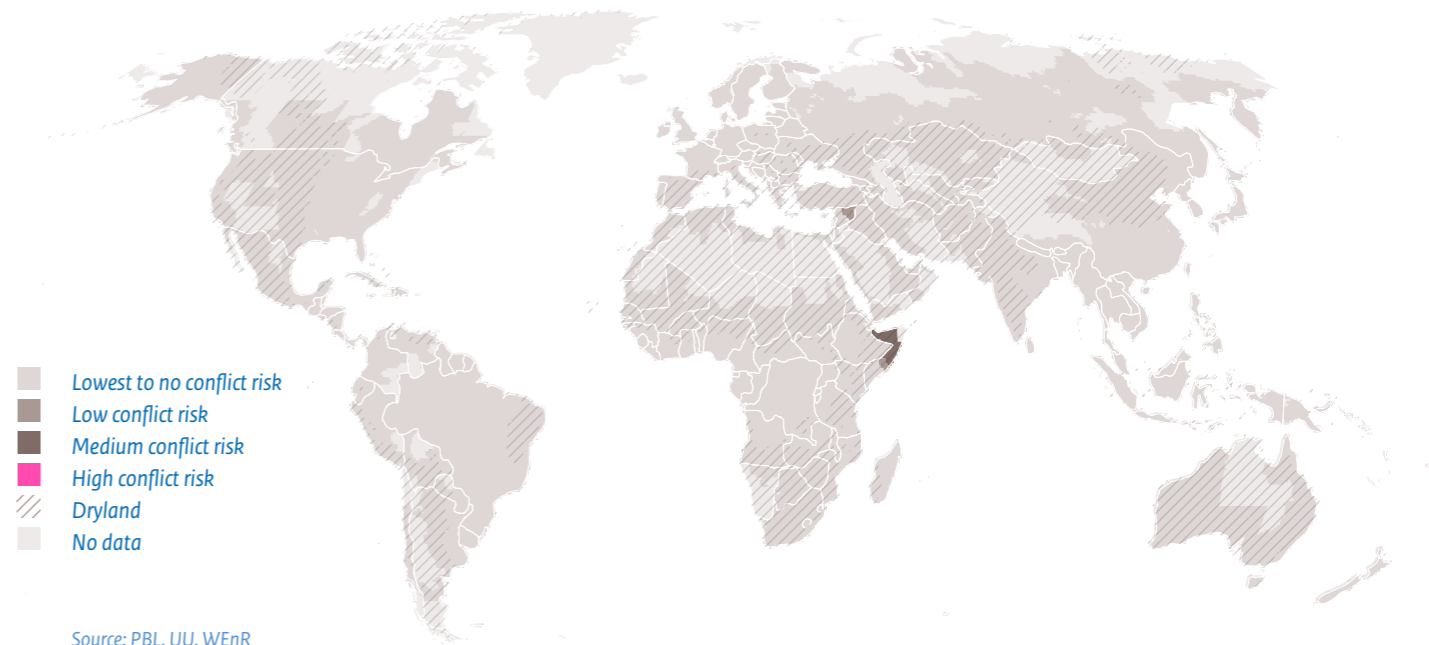 Lowest to no conflict risk
Low conflict risk
Medium conflict risk
High conflict risk
Dryland
No data
Source: PBL, UU, WEnR